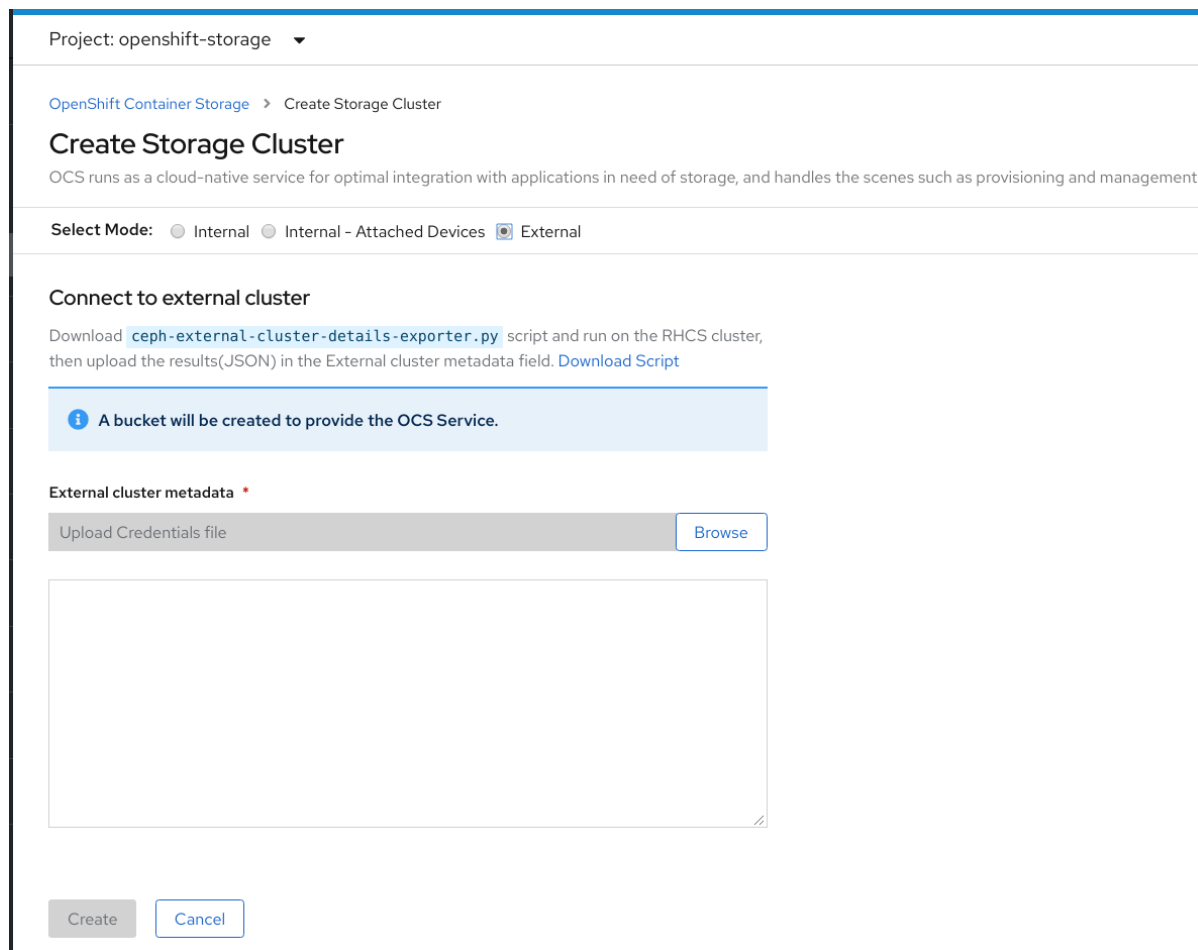 Project: openshift-storage
OpenShift Container Storage > Create Storage Cluster
Create Storage Cluster
OCS runs as a cloud-native service for optimal integration with applications in need of storage, and handles the scenes such as provisioning and management
Select Mode: Internal Internal - Attached Devices External
Connect to external cluster
Download ceph-external-cluster-details-exporter.py script and run on the RHCS cluster,
then upload the results(JSON) in the External cluster metadata field. Download Script
A bucket will be created to provide the OCS Service.
External cluster metadata *
Upload Credentials file Browse
Create Cancel